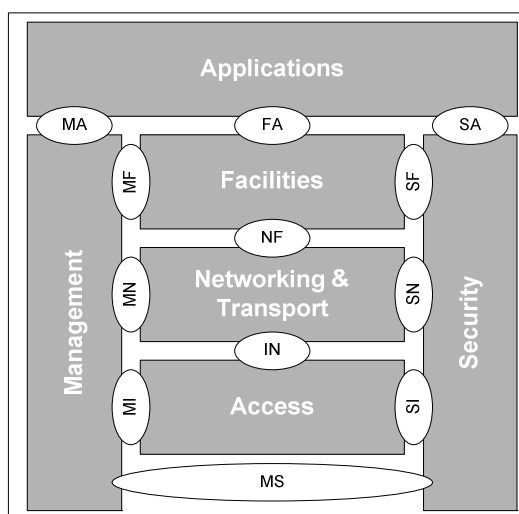 Applications
MA
FA
SA
MF
Facilities
SF
NF
Management
MN
Networking &
Transport
SN
Security
IN
MI
Access
SI
MS